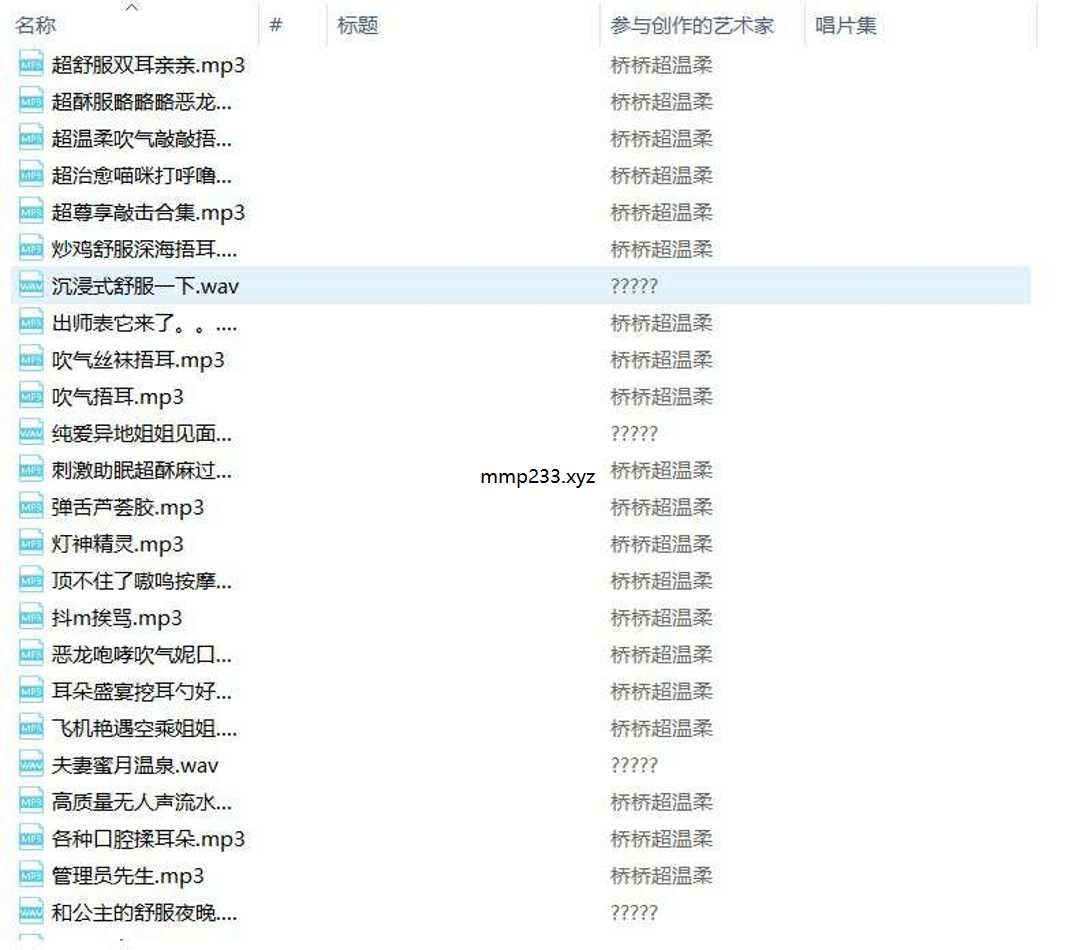 名称 # 标题 参与创作的艺术家 唱片集
超舒服双耳亲亲.mp3 桥桥超温柔
超酥服略略略恶龙... 桥桥超温柔
超温柔吹气敲敲捂... 桥桥超温柔
超治愈喵咪打呼噜... 桥桥超温柔
超尊享敲击合集.mp3 桥桥超温柔
炒鸡舒服深海捂耳.... 桥桥超温柔
沉浸式舒服一下.wav ?????
出师表它来了。。.... 桥桥超温柔
吹气丝袜捂耳.mp3 桥桥超温柔
吹气捂耳.mp3 桥桥超温柔
纯爱异地姐姐见面... ?????
刺激助眠超酥麻过... 桥桥超温柔
mmp233.xyz
弹舌芦荟胶.mp3 桥桥超温柔
灯神精灵.mp3 桥桥超温柔
顶不住了嗷呜按摩... 桥桥超温柔
抖m挨骂.mp3 桥桥超温柔
恶龙咆哮吹气妮口... 桥桥超温柔
耳朵盛宴挖耳勺好... 桥桥超温柔
飞机艳遇空乘姐姐.... 桥桥超温柔
夫妻蜜月温泉.wav ?????
高质量无人声流水... 桥桥超温柔
各种口腔揉耳朵.mp3 桥桥超温柔
管理员先生.mp3 桥桥超温柔
和公主的舒服夜晚.... ?????